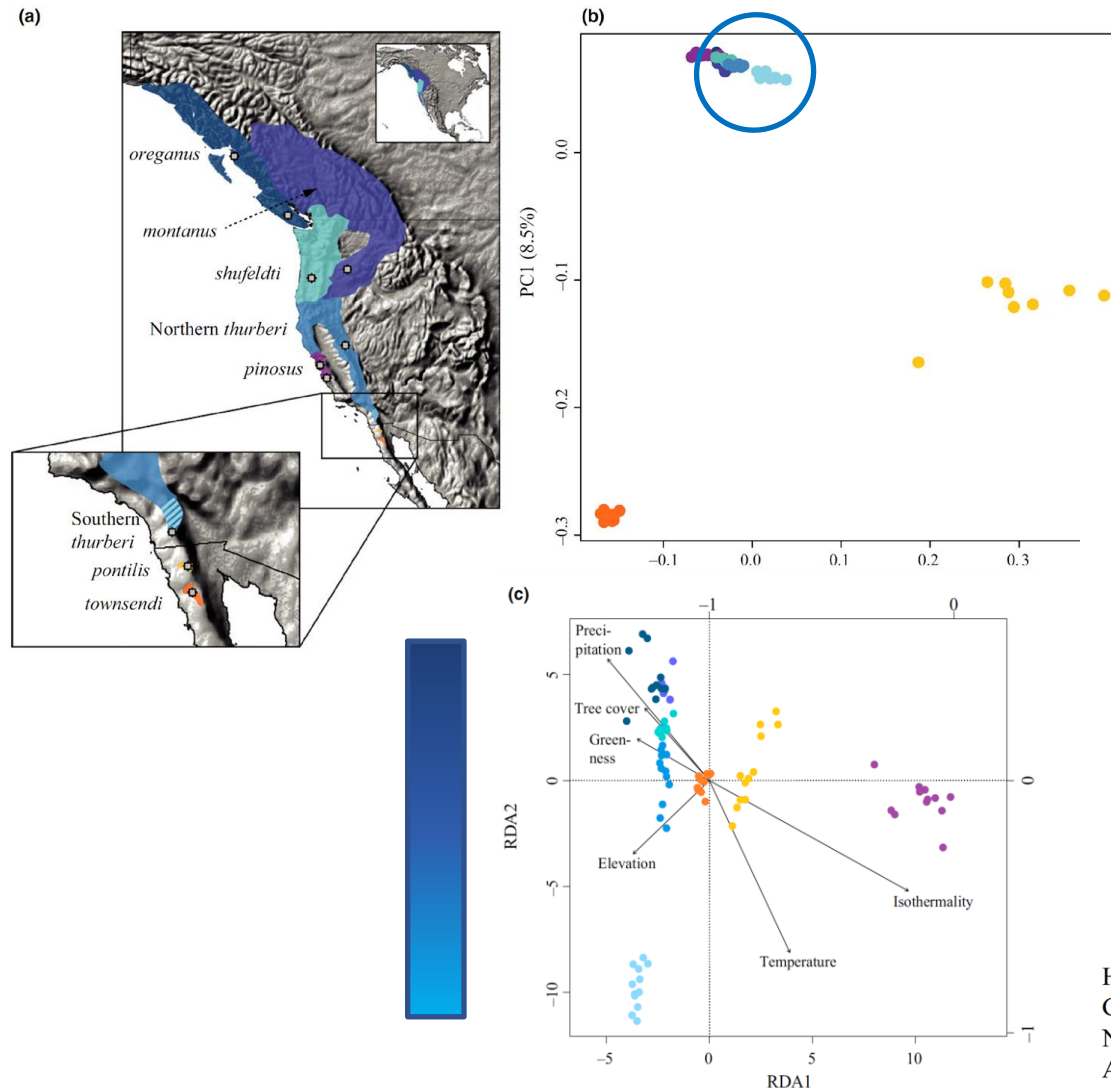 (a)
oreganus
montanus
shufeldti
Northern thurberi
pinosus
Southern
thurberi
pontilis
townsendi
(b)
PC1 (8.5%)
0.0
−0.1
−0.2
−0.3
−0.1
0.0
0.1
0.2
0.3
(c)
−1
0
Preci-
pitation
Tree cover
Green-
ness
Elevation
Isothermality
Temperature
RDA2
5
0
−5
−10
0
−1
−5
0
5
10
RDA1